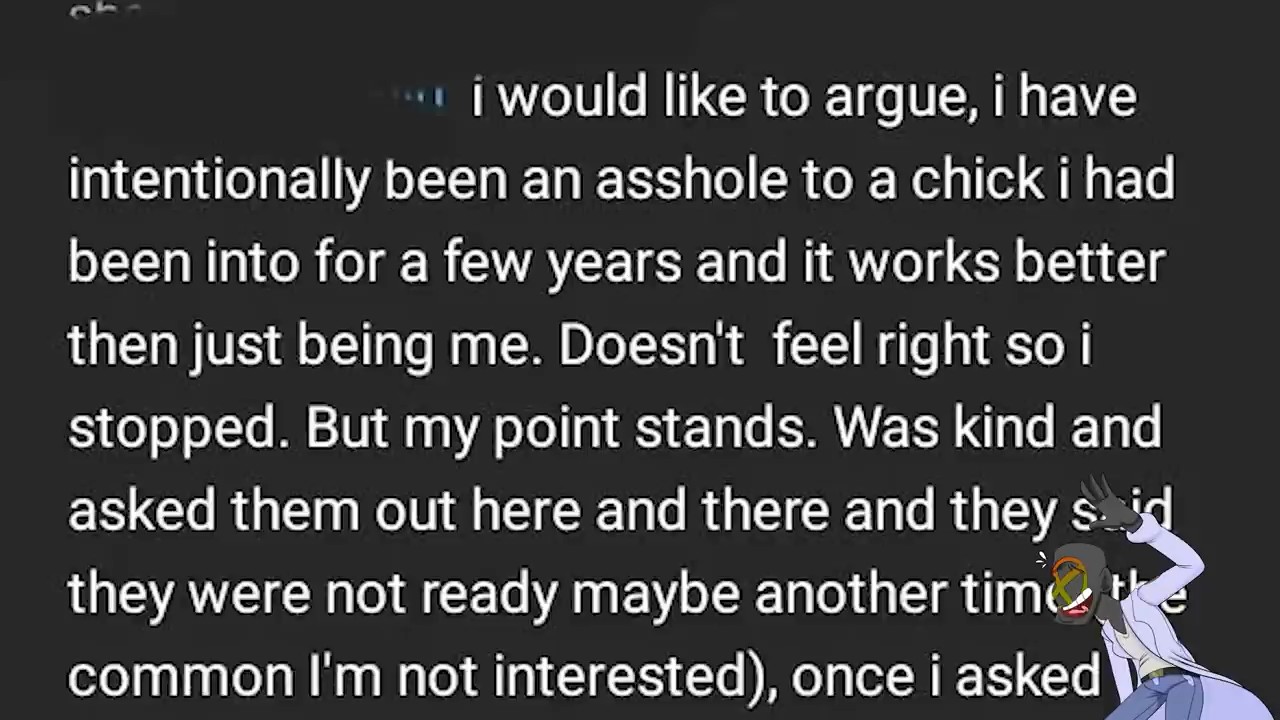 i would like to argue, i have
intentionally been an asshole to a chick i had
been into for a few years and it works better
then just being me. Doesn't feel right so i
stopped. But my point stands. Was kind and
asked them out here and there and they
they were not ready maybe another
common I'm not interested), once i asked